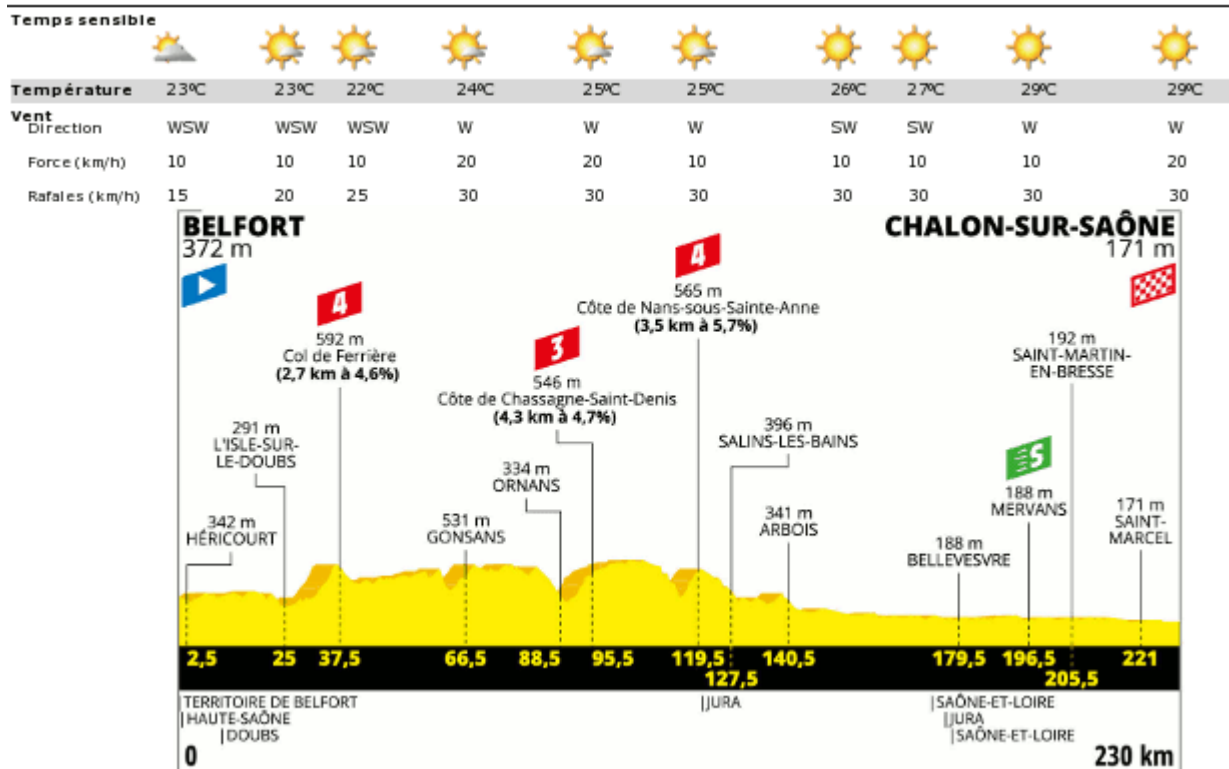 Temps sensible
Température 23ºC 23ºC 22ºC 24ºC 25ºC 25ºC 26ºC 27ºC 29ºC 29ºC
Vent
Direction WSW WSW WSW W W W SW SW W W
Force (km/h) 10 10 10 20 20 10 10 10 10 20
Rafales (km/h) 15 20 25 30 30 30 30 30 30 30
BELFORT
372 m
CHALON-SUR-SAÔNE
171 m
4
592 m
Col de Ferrière
(2,7 km à 4,6%)
3
546 m
Côte de Chassagne-Saint-Denis
(4,3 km à 4,7%)
4
565 m
Côte de Nans-sous-Sainte-Anne
(3,5 km à 5,7%)
192 m
SAINT-MARTIN-
EN-BRESSE
342 m
HÉRICOURT
291 m
L'ISLE-SUR-
LE-DOUBS
531 m
GONSANS
334 m
ORNANS
396 m
SALINS-LES-BAINS
341 m
ARBOIS
188 m
BELLEVESVRE
S
188 m
MERVANS
171 m
SAINT-
MARCEL
2,5 25 37,5 66,5 88,5 95,5 119,5 140,5 179,5 196,5 221
127,5 205,5
|TERRITOIRE DE BELFORT |JURA |SAÔNE-ET-LOIRE
|HAUTE-SAÔNE |JURA
|DOUBS |SAÔNE-ET-LOIRE
0 230 km